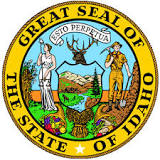 GREAT SEAL OF
THE STATE OF IDAHO
ESTO PERPETUA